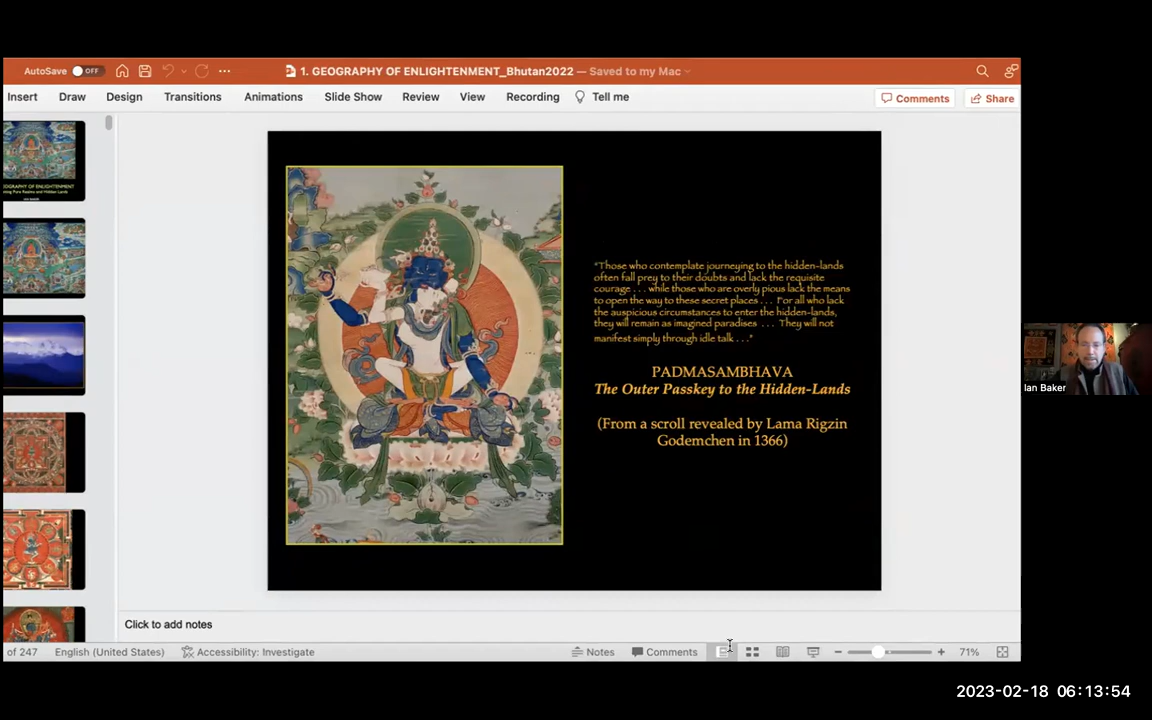 AutoSave OFF
1. GEOGRAPHY OF ENLIGHTENMENT_Bhutan2022 — Saved to my Mac
Insert Draw Design Transitions Animations Slide Show Review View Recording Tell me Comments Share
OGRAPHY OF ENLIGHTENMENT
"Those who contemplate journeying to the hidden-lands
often fall prey to their doubts and lack the requisite
courage . . . while those who are overly pious lack the means
to open the way to these secret places . . . For all who lack
the auspicious circumstances to enter the hidden-lands,
they will remain as imagined paradises . . . They will not
manifest simply through idle talk . . ."
PADMASAMBHAVA
The Outer Passkey to the Hidden-Lands
(From a scroll revealed by Lama Rigzin
Godemchen in 1366)
Ian Baker
Click to add notes
of 247 English (United States) Accessibility: Investigate Notes Comments 71%
2023-02-18 06:13:54